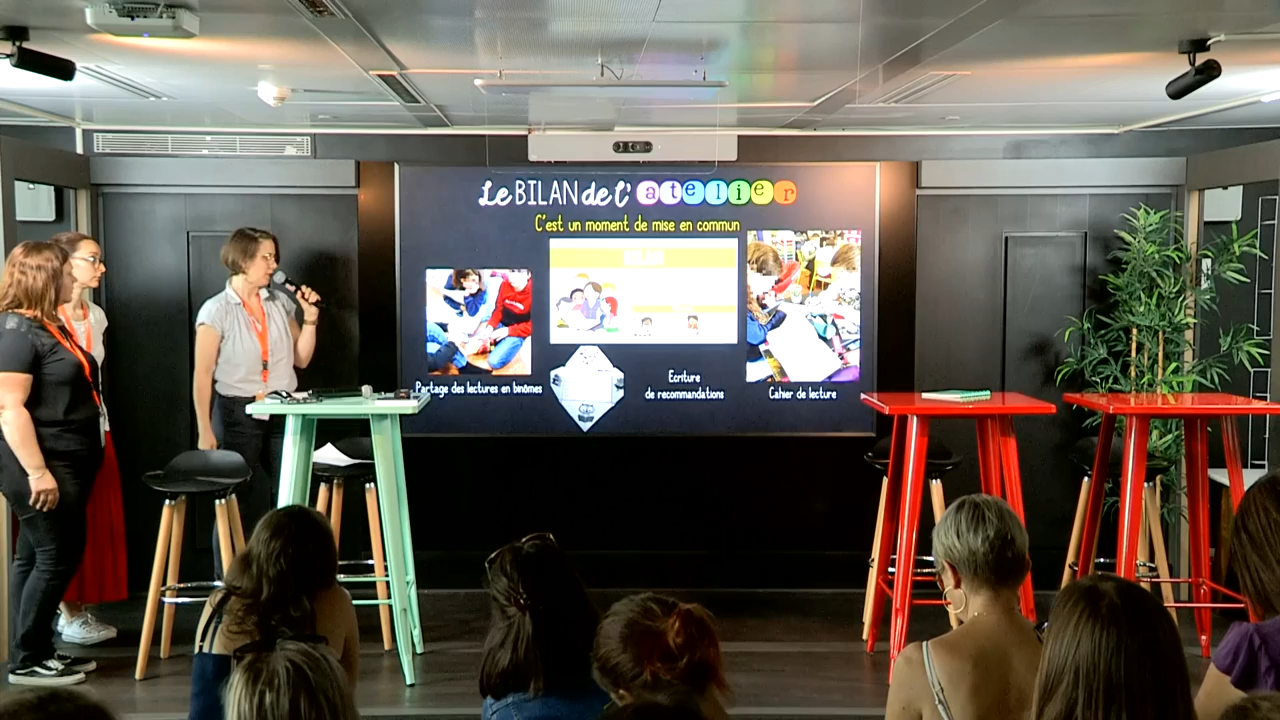 Le BILAN de l' atelier
C'est un moment de mise en commun
BILAN
Partage des lectures en binômes
Ecriture
de recommandations
Cahier de lecture